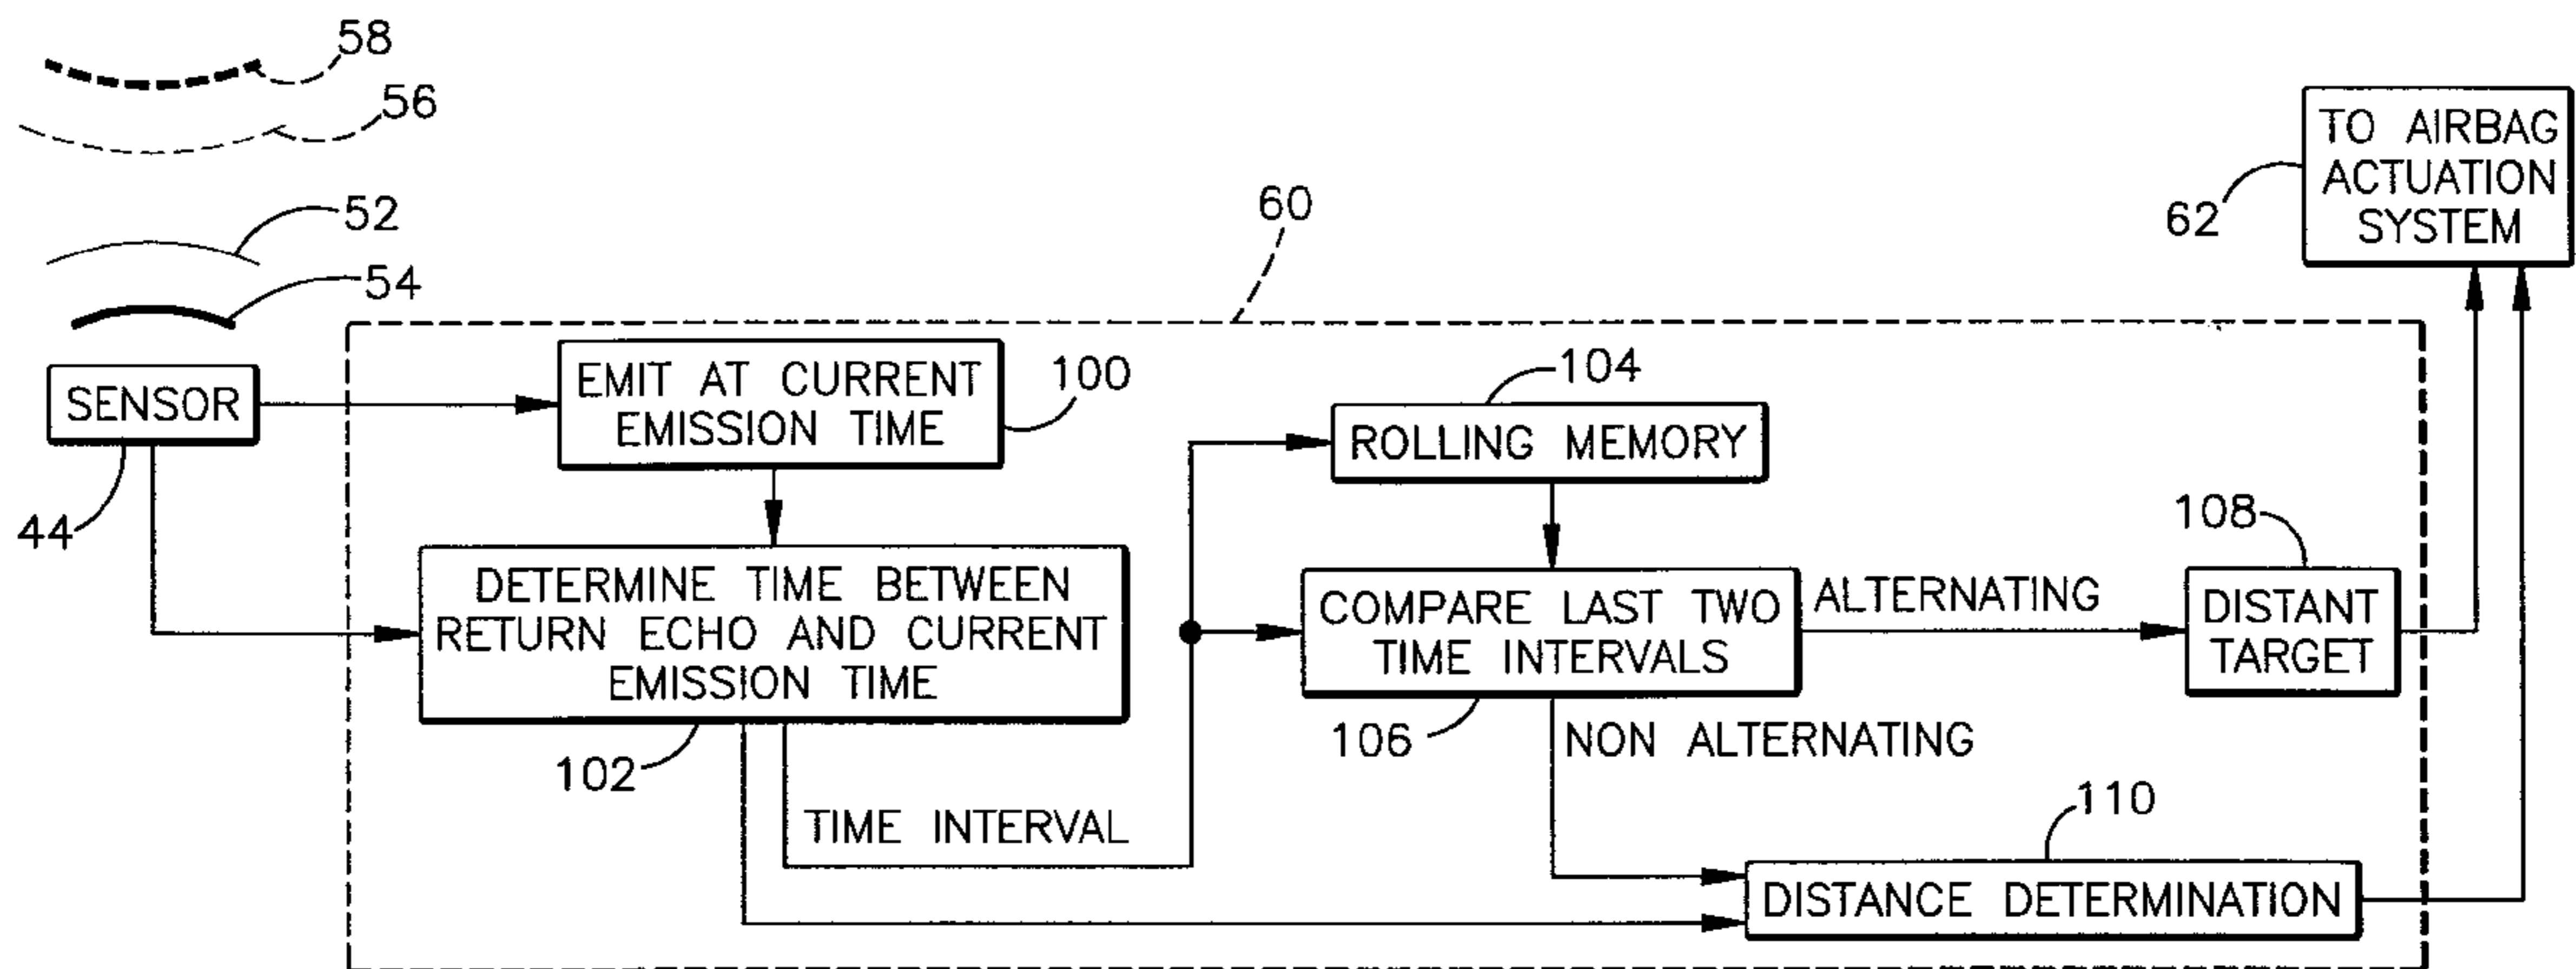 58
56
52
54
60
TO AIRBAG
ACTUATION
SYSTEM
62
SENSOR
44
EMIT AT CURRENT
EMISSION TIME
100
104
ROLLING MEMORY
DETERMINE TIME BETWEEN
RETURN ECHO AND CURRENT
EMISSION TIME
102
TIME INTERVAL
COMPARE LAST TWO
TIME INTERVALS
106
ALTERNATING
NON ALTERNATING
108
DISTANT
TARGET
110
DISTANCE DETERMINATION